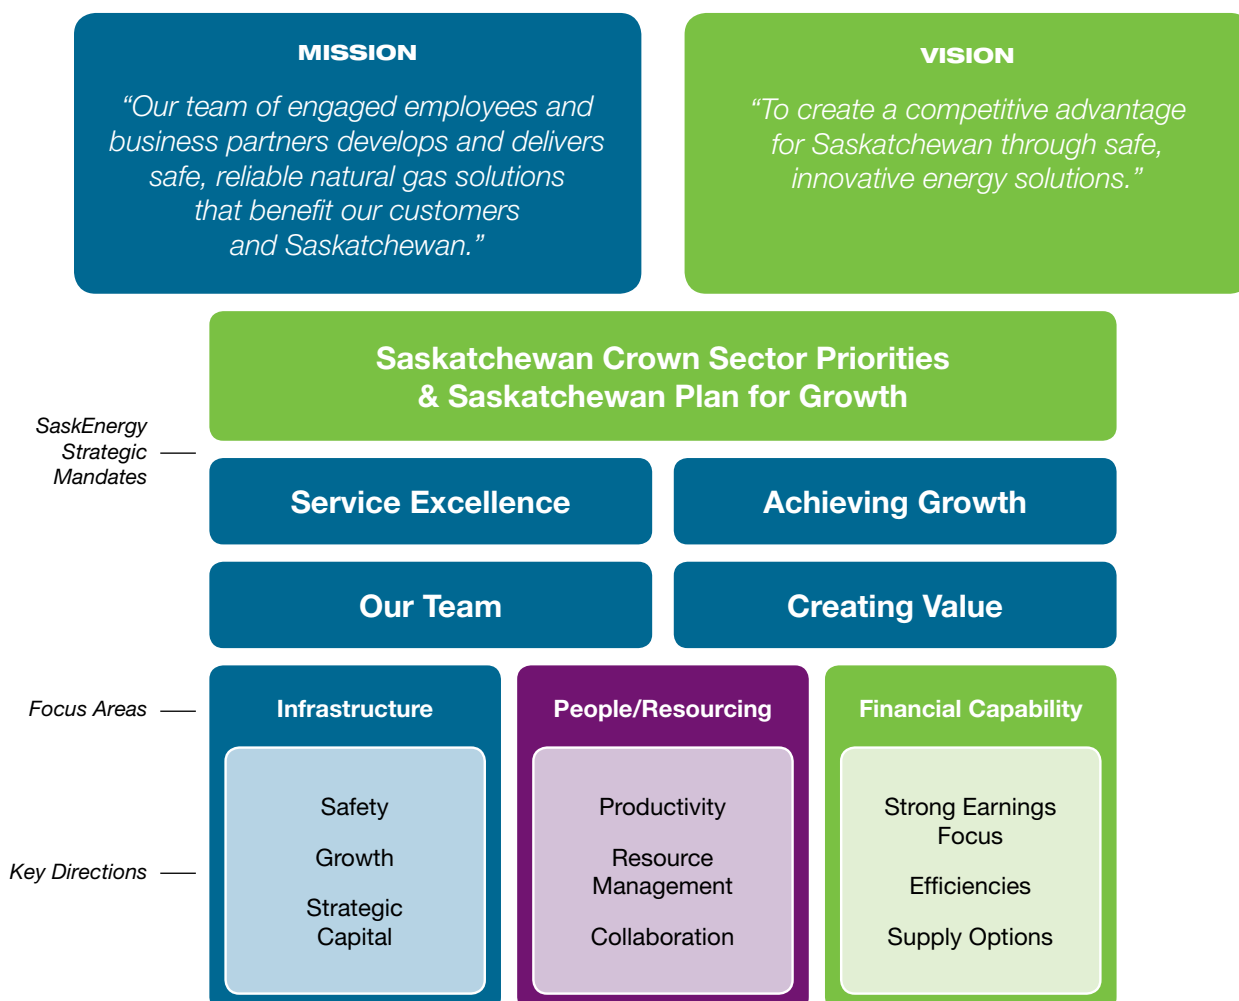 MISSION
“Our team of engaged employees and
business partners develops and delivers
safe, reliable natural gas solutions
that benefit our customers
and Saskatchewan.”
VISION
“To create a competitive advantage
for Saskatchewan through safe,
innovative energy solutions.”
Saskatchewan Crown Sector Priorities
& Saskatchewan Plan for Growth
SaskEnergy
Strategic
Mandates
Service Excellence
Achieving Growth
Our Team
Creating Value
Focus Areas
Infrastructure
People/Resourcing
Financial Capability
Key Directions
Safety
Growth
Strategic
Capital
Productivity
Resource
Management
Collaboration
Strong Earnings
Focus
Efficiencies
Supply Options